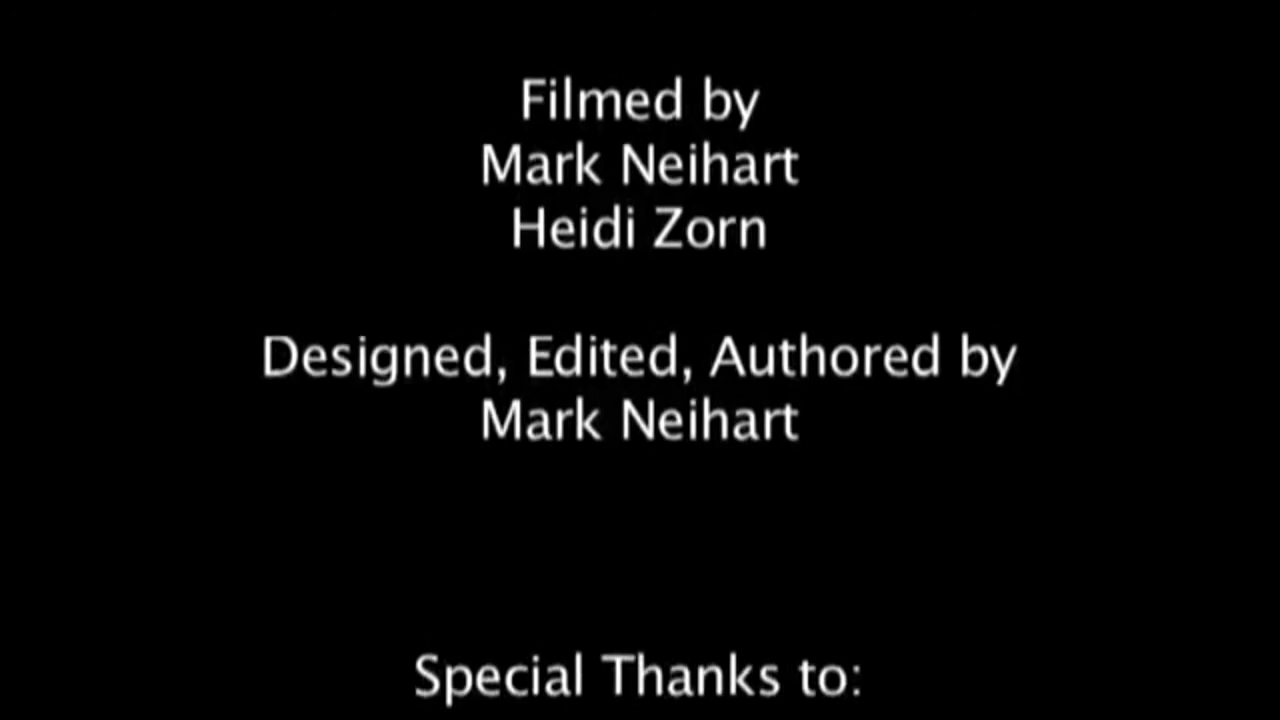 Filmed by
Mark Neihart
Heidi Zorn
Designed, Edited, Authored by
Mark Neihart
Special Thanks to: